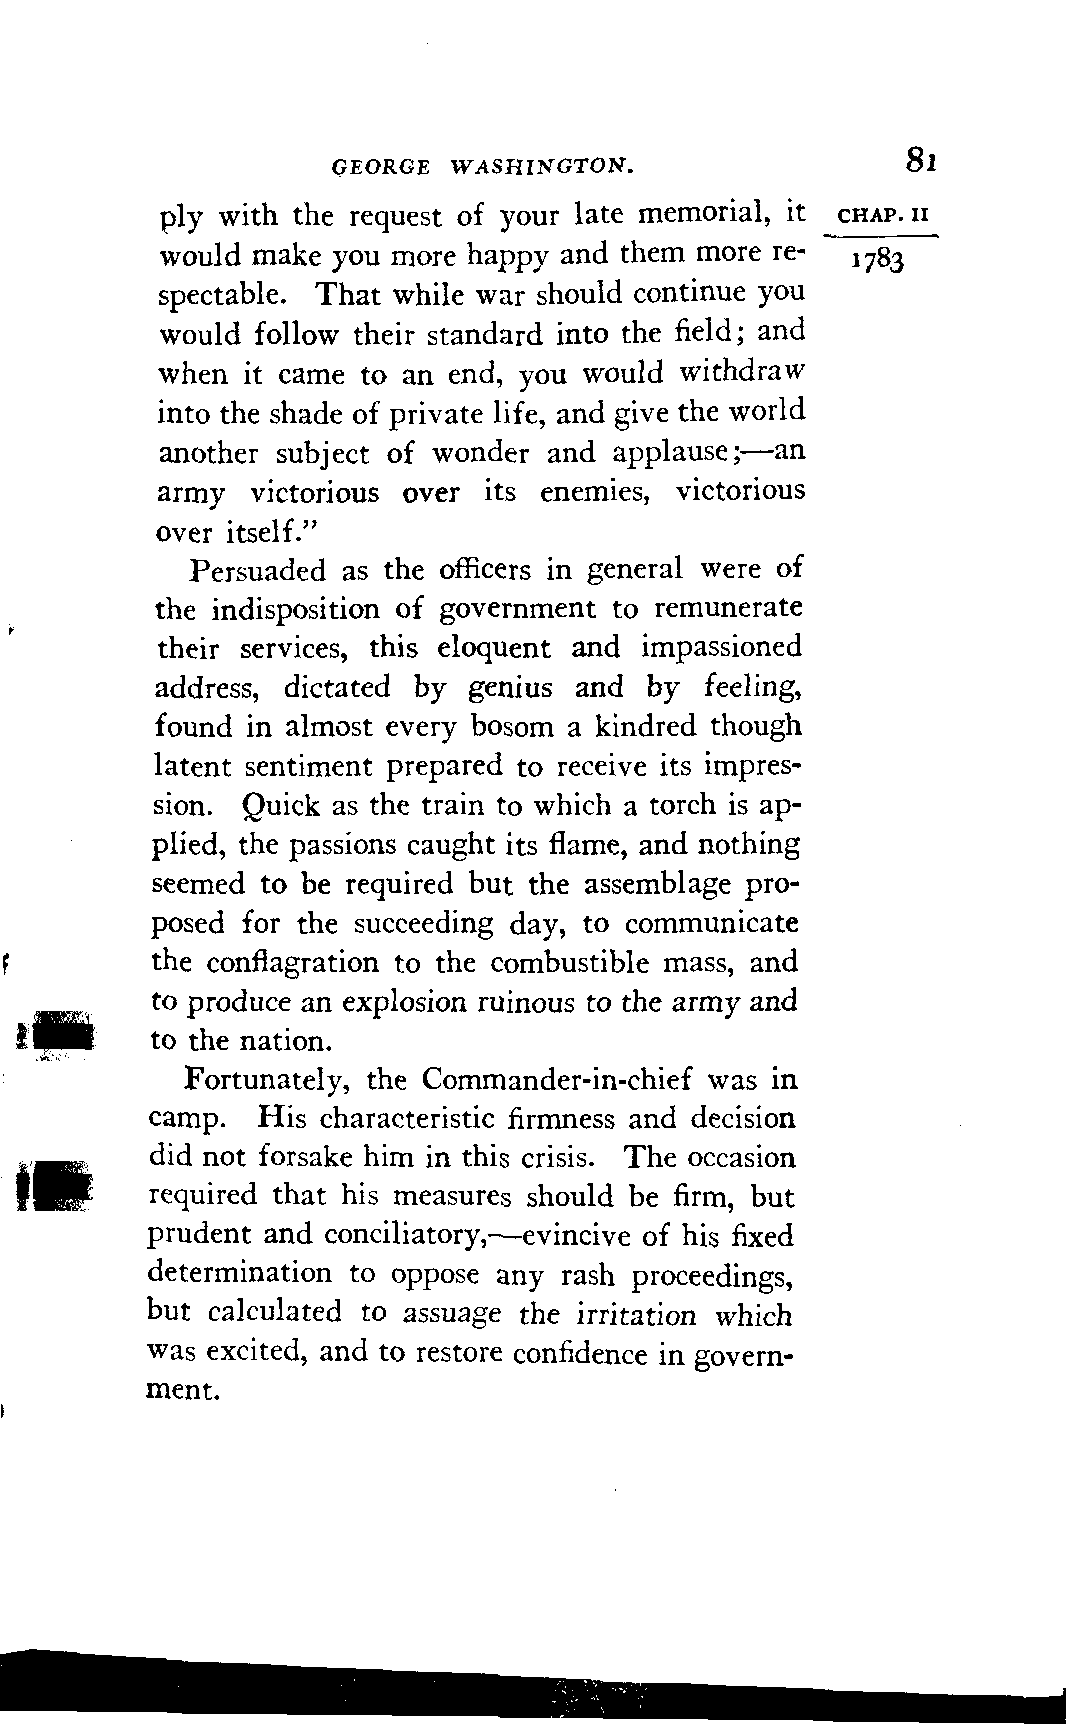 GEORGE WASHINGTON. 81
ply with the request of your late memorial, it CHAP. II
would make you more happy and them more re- 1783
spectable. That while war should continue you
would follow their standard into the field; and
when it came to an end, you would withdraw
into the shade of private life, and give the world
another subject of wonder and applause;—an
army victorious over its enemies, victorious
over itself."
Persuaded as the officers in general were of
the indisposition of government to remunerate
their services, this eloquent and impassioned
address, dictated by genius and by feeling,
found in almost every bosom a kindred though
latent sentiment prepared to receive its impres-
sion. Quick as the train to which a torch is ap-
plied, the passions caught its flame, and nothing
seemed to be required but the assemblage pro-
posed for the succeeding day, to communicate
the conflagration to the combustible mass, and
to produce an explosion ruinous to the army and
to the nation.
Fortunately, the Commander-in-chief was in
camp. His characteristic firmness and decision
did not forsake him in this crisis. The occasion
required that his measures should be firm, but
prudent and conciliatory,—evincive of his fixed
determination to oppose any rash proceedings,
but calculated to assuage the irritation which
was excited, and to restore confidence in govern-
ment.